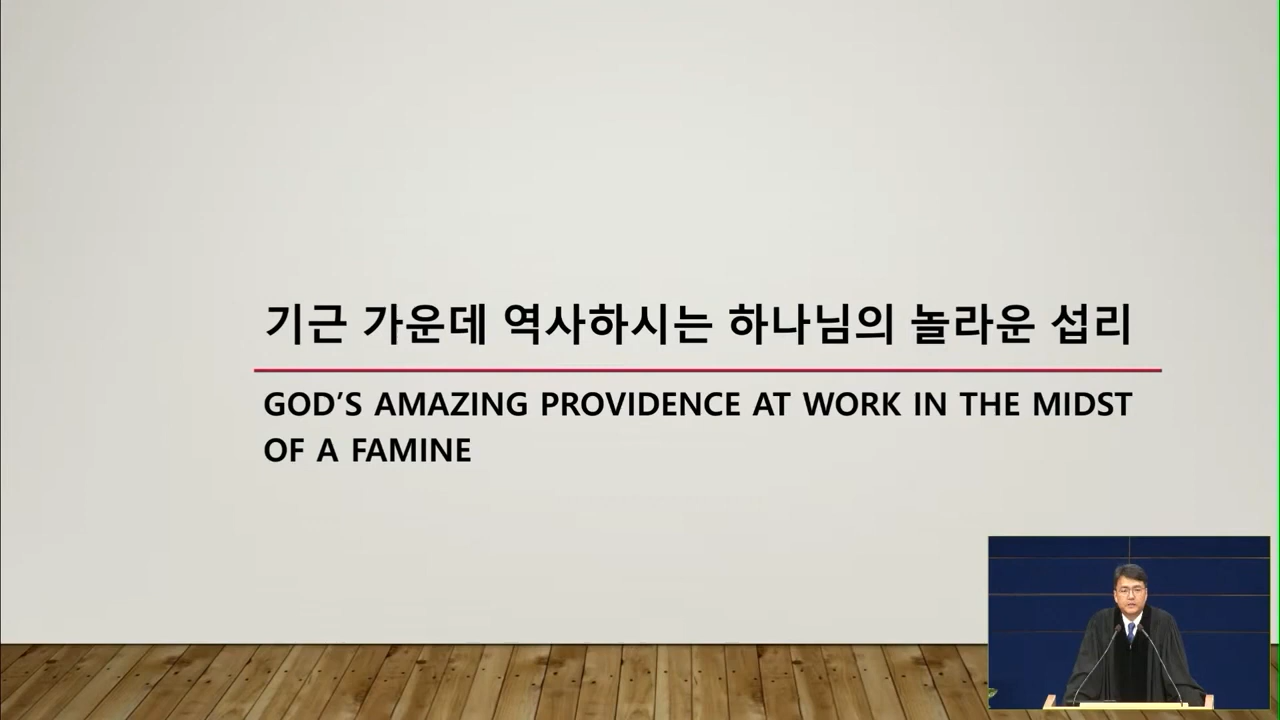 기근 가운데 역사하시는 하나님의 놀라운 섭리
GOD'S AMAZING PROVIDENCE AT WORK IN THE MIDST
OF A FAMINE